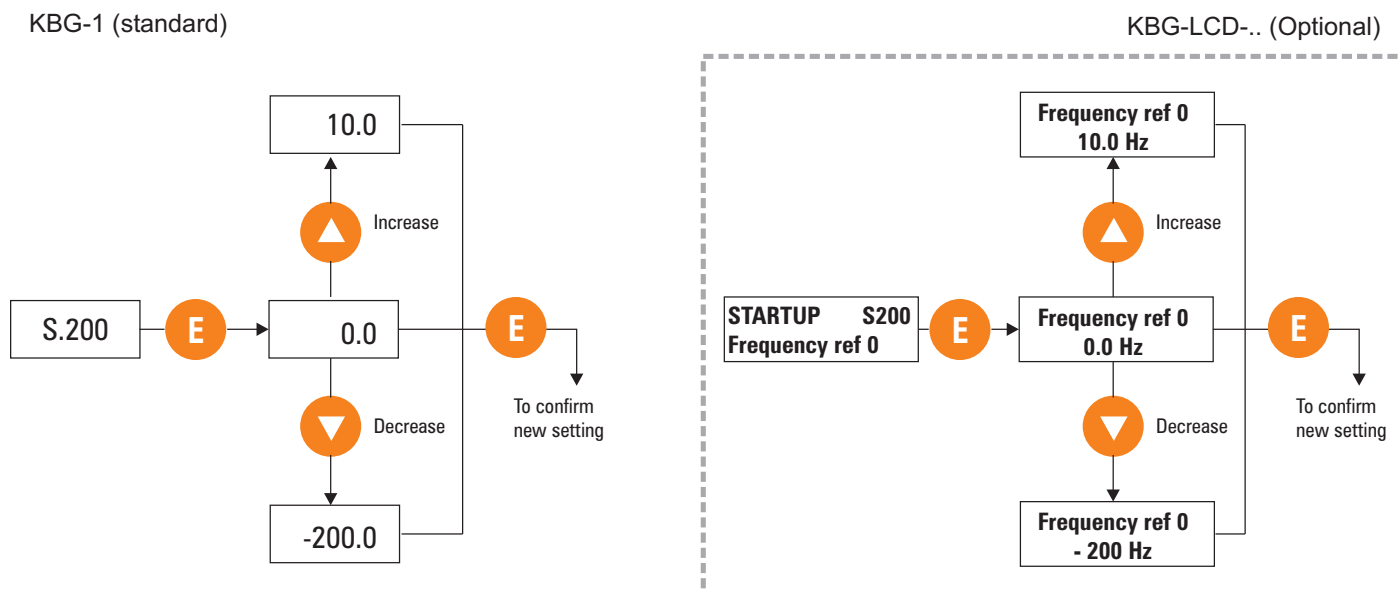 KBG-1 (standard)
10.0
Increase
S.200
E
0.0
E
Decrease
To confirm
new setting
-200.0
KBG-LCD-.. (Optional)
Frequency ref 0
10.0 Hz
Increase
STARTUP S200
Frequency ref 0
E
Frequency ref 0
0.0 Hz
E
Decrease
To confirm
new setting
Frequency ref 0
- 200 Hz